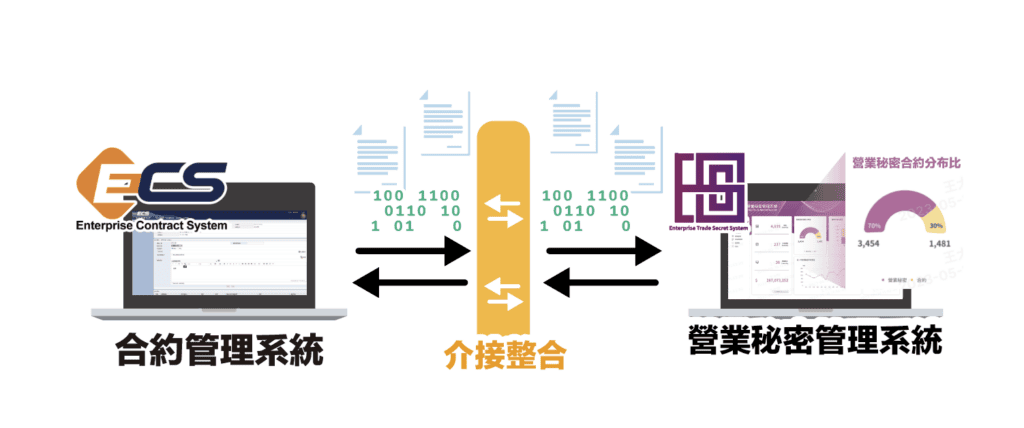 ECS
Enterprise Contract System
合約管理系統
100 1100
0110 10
1 01 0
介接整合
100 1100
0110 10
1 01 0
Enterprise Trade Secret System
營業秘密合約分布比
70%
30%
3,454
1,481
營業秘密 合約
營業秘密管理系統